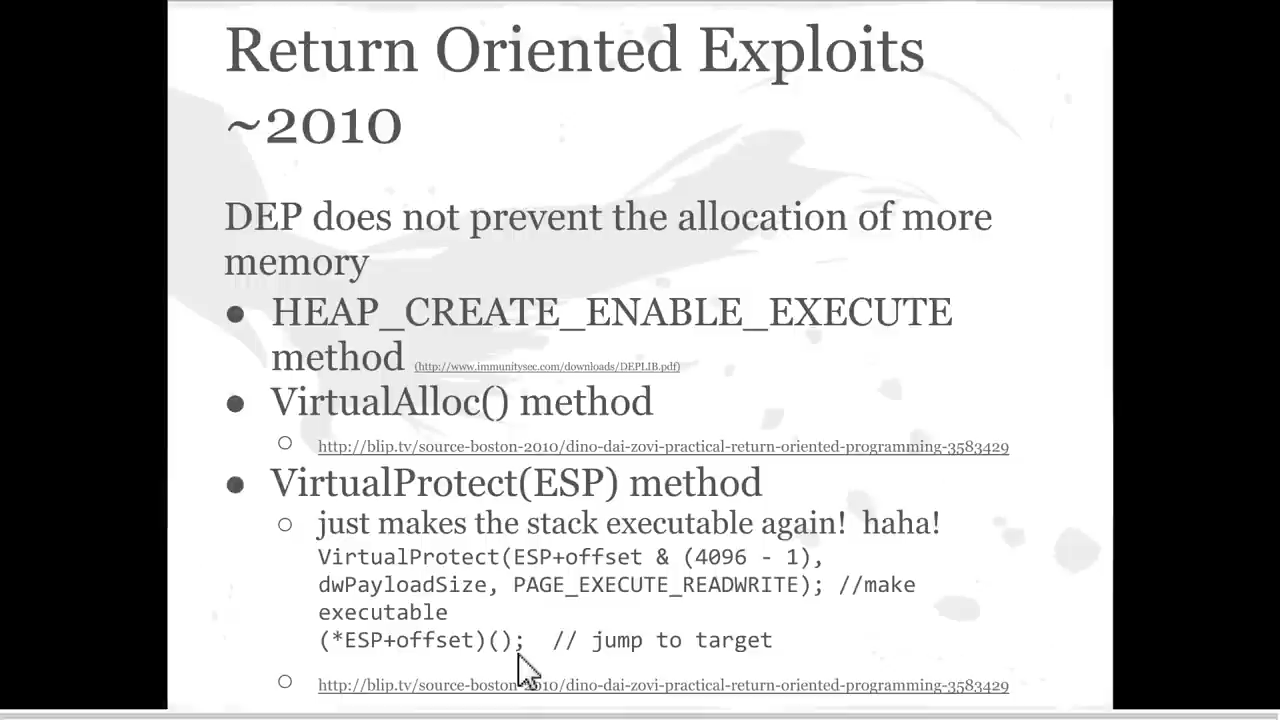 Return Oriented Exploits
~2010
DEP does not prevent the allocation of more
memory
● HEAP_CREATE_ENABLE_EXECUTE
method (http://www.immunitysec.com/downloads/DEPLIB.pdf)
● VirtualAlloc() method
○ http://blip.tv/source-boston-2010/dino-dai-zovi-practical-return-oriented-programming-3583429
● VirtualProtect(ESP) method
○ just makes the stack executable again! haha!
VirtualProtect(ESP+offset & (4096 - 1),
dwPayloadSize, PAGE_EXECUTE_READWRITE); //make
executable
(*ESP+offset)(); // jump to target
○ http://blip.tv/source-boston-2010/dino-dai-zovi-practical-return-oriented-programming-3583429